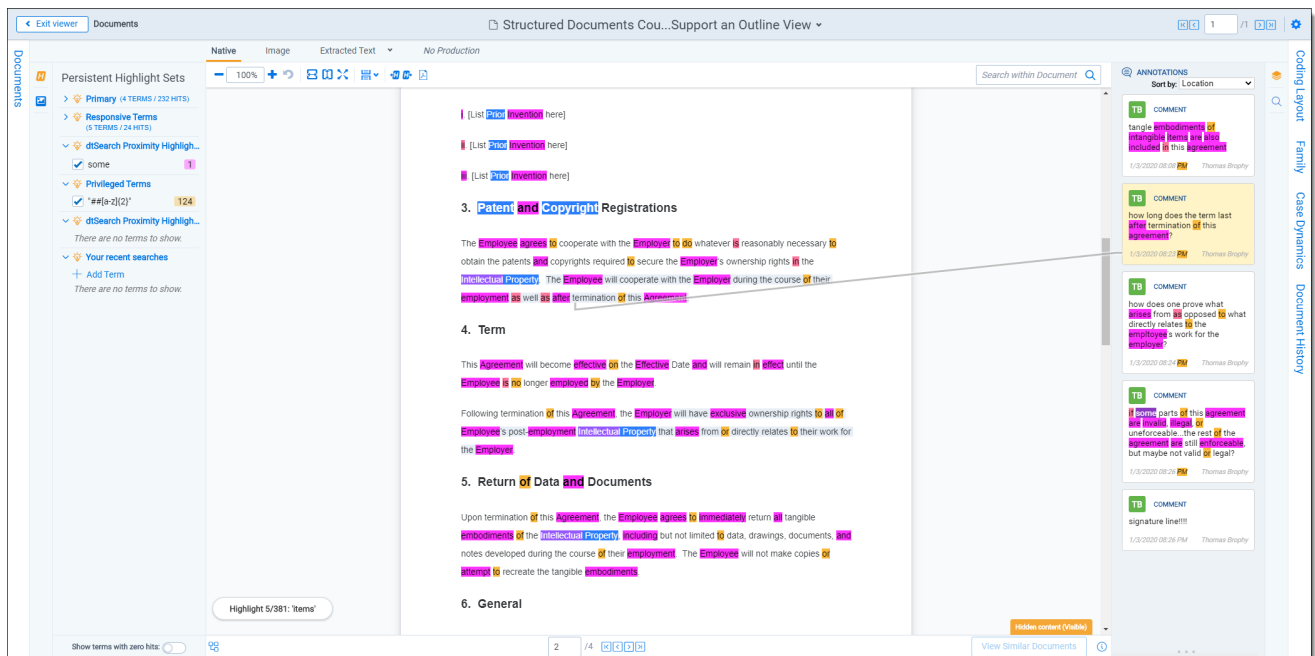 Exit viewer
Documents
Structured Documents Cou...Support an Outline View
1
/1
Documents
Native
Image
Extracted Text
No Production
Persistent Highlight Sets
Primary (4 TERMS / 232 HITS)
Responsive Terms
(5 TERMS / 24 HITS)
dtSearch Proximity Highligh...
some
1
Privileged Terms
"##[a-z]{2}"
124
dtSearch Proximity Highligh...
There are no terms to show.
Your recent searches
Add Term
There are no terms to show.
Show terms with zero hits:
100%
Search within Document
i [List Prior Invention here]
ii [List Prior Invention here]
iii [List Prior Invention here]
3. Patent and Copyright Registrations
The Employee agrees to cooperate with the Employer to do whatever is reasonably necessary to
obtain the patents and copyrights required to secure the Employer's ownership rights in the
Intellectual Property. The Employee will cooperate with the Employer during the course of their
employment as well as after termination of this Agreement.
4. Term
This Agreement will become effective on the Effective Date and will remain in effect until the
Employee is no longer employed by the Employer.
Following termination of this Agreement, the Employer will have exclusive ownership rights to all of
Employee's post-employment Intellectual Property that arises from or directly relates to their work for
the Employer.
5. Return of Data and Documents
Upon termination of this Agreement, the Employee agrees to immediately return all tangible
embodiments of the Intellectual Property, including but not limited to data, drawings, documents, and
notes developed during the course of their employment. The Employee will not make copies or
attempt to recreate the tangible embodiments.
6. General
Highlight 5/381: 'items'
Hidden content (Visible)
2
/4
View Similar Documents
ANNOTATIONS
Sort by: Location
TB COMMENT
tangle embodiments of
intangible items are also
included in this agreement
1/3/2020 08:08 PM Thomas Brophy
TB COMMENT
how long does the term last
after termination of this
agreement?
1/3/2020 08:23 PM Thomas Brophy
TB COMMENT
how does one prove what
arises from as opposed to what
directly relates to the
empltoyee's work for the
employer?
1/3/2020 08:24 PM Thomas Brophy
TB COMMENT
If some parts of this agreement
are invalid, illegal, or
uneforceable...the rest of the
agreement are still enforceable,
but maybe not valid or legal?
1/3/2020 08:26 PM Thomas Brophy
TB COMMENT
signature line!!!!
1/3/2020 08:26 PM Thomas Brophy
Coding Layout
Family
Case Dynamics
Document History